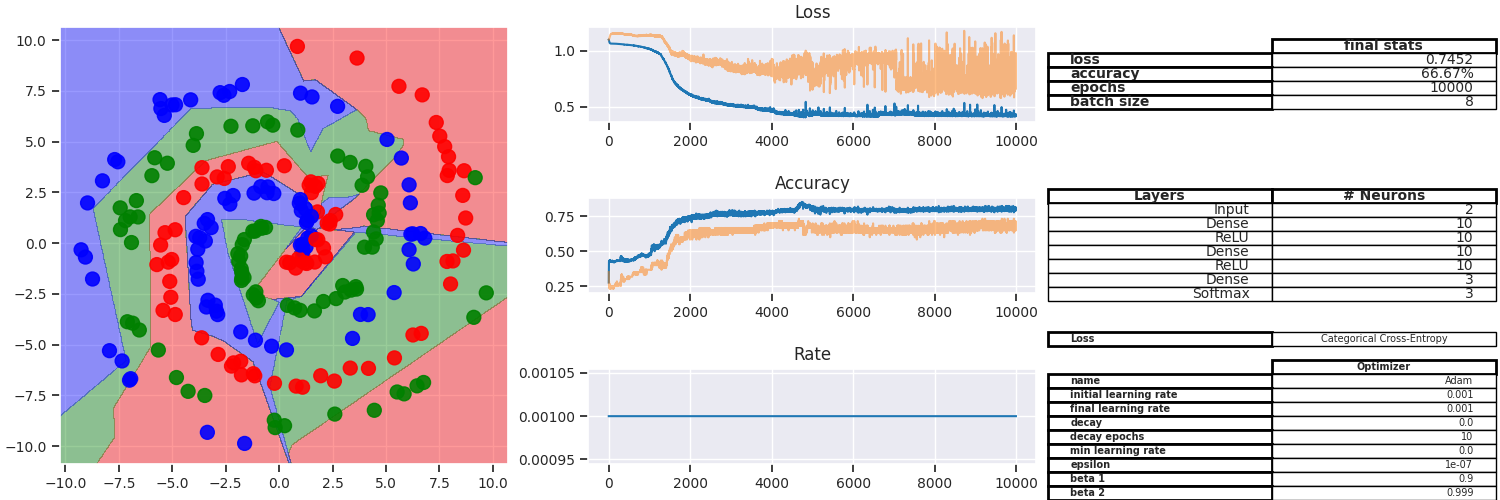 10.0
7.5
5.0
2.5
0.0
−2.5
−5.0
−7.5
−10.0
−10.0 −7.5 −5.0 −2.5 0.0 2.5 5.0 7.5 10.0
Loss
1.0
0.5
0 2000 4000 6000 8000 10000
Accuracy
0.75
0.50
0.25
0 2000 4000 6000 8000 10000
Rate
0.00105
0.00100
0.00095
0 2000 4000 6000 8000 10000
final stats
loss 0.7452
accuracy 66.67%
epochs 10000
batch size 8
Layers # Neurons
Input 2
Dense 10
ReLU 10
Dense 10
ReLU 10
Dense 3
Softmax 3
Loss Categorical Cross-Entropy
Optimizer
name Adam
initial learning rate 0.001
final learning rate 0.001
decay 0.0
decay epochs 10
min learning rate 0.0
epsilon 1e-07
beta 1 0.9
beta 2 0.999